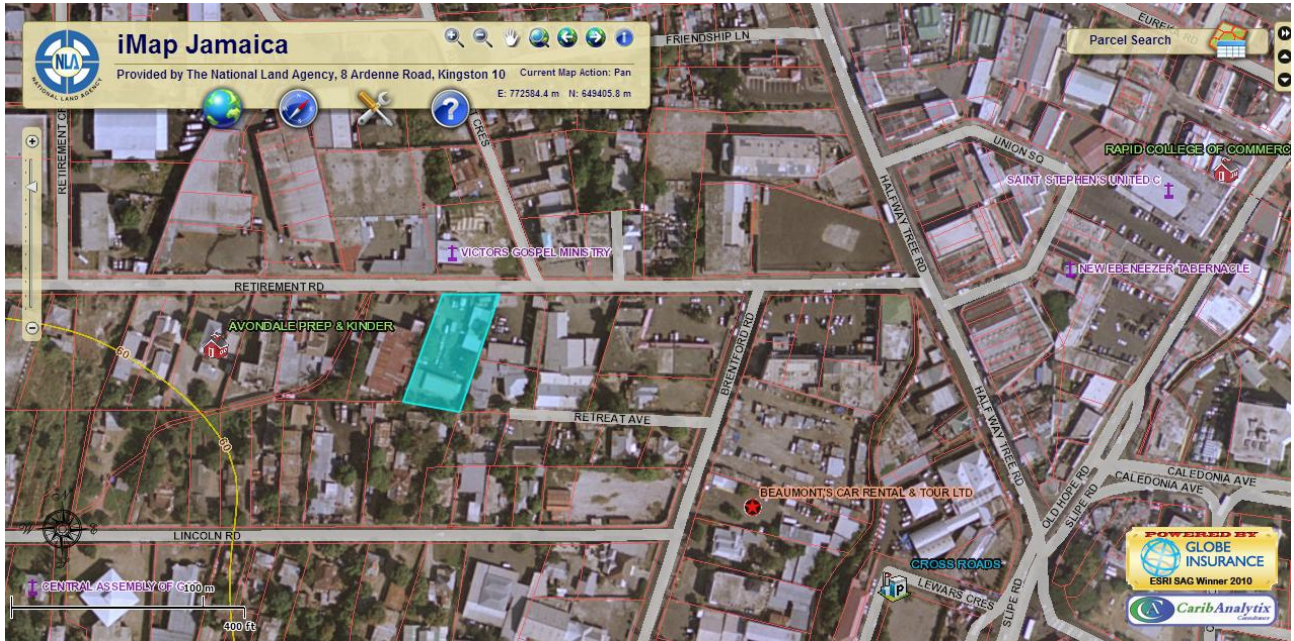 iMap Jamaica
Provided by The National Land Agency, 8 Ardenne Road, Kingston 10
Current Map Action: Pan
E: 772584.4 m N: 649405.8 m
NLA
NATIONAL LAND AGENCY
Parcel Search
FRIENDSHIP LN
RETIREMENT CR
T CRES
UNION SQ
RAPID COLLEGE OF COMMERC
SAINT STEPHEN'S UNITED C
HALFWAY TREE RD
VICTORS GOSPEL MINISTRY
NEW EBENEEZER TABERNACLE
RETIREMENT RD
AVONDALE PREP & KINDER
BRENTFORD RD
60
60
RETREAT AVE
HALFWAY TREE RD
OLD HOPE RD
SLIPE RD
CALEDONIA AVE
CALEDONIA AVE
BEAUMONT'S CAR RENTAL & TOUR LTD
LINCOLN RD
CROSS ROADS
P
LEWARS CRES
SLIPE RD
CENTRAL ASSEMBLY OF G
100 m
400 ft
POWERED BY
GLOBE
INSURANCE
ESRI SAG Winner 2010
CA CaribAnalytix